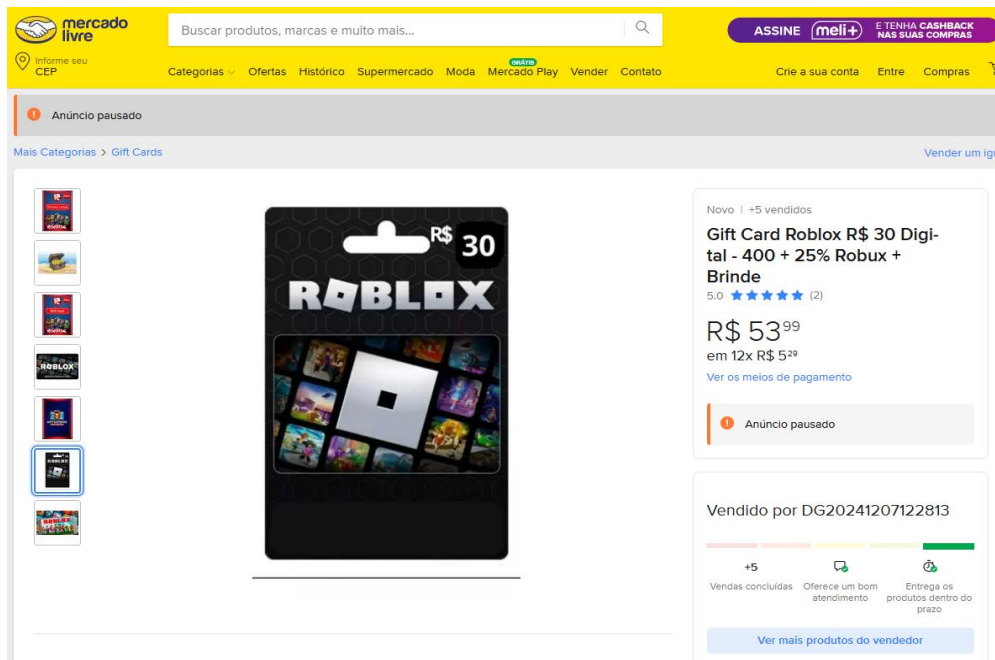 mercado
livre
Buscar produtos, marcas e muito mais...
ASSINE meli+ E TENHA CASHBACK
NAS SUAS COMPRAS
Informe seu
CEP
Categorias Ofertas Histórico Supermercado Moda Mercado Play GRÁTIS Vender Contato
Crie a sua conta Entre Compras
Anúncio pausado
Mais Categorias > Gift Cards
Vender um igu
R$ 30
ROBLOX
ROBLOX
Novo | +5 vendidos
Gift Card Roblox R$ 30 Digi-
tal - 400 + 25% Robux +
Brinde
5.0 (2)
R$ 53 99
em 12x R$ 5 29
Ver os meios de pagamento
Anúncio pausado
Vendido por DG20241207122813
+5
Vendas concluídas
Oferece um bom
atendimento
Entrega os
produtos dentro do
prazo
Ver mais produtos do vendedor